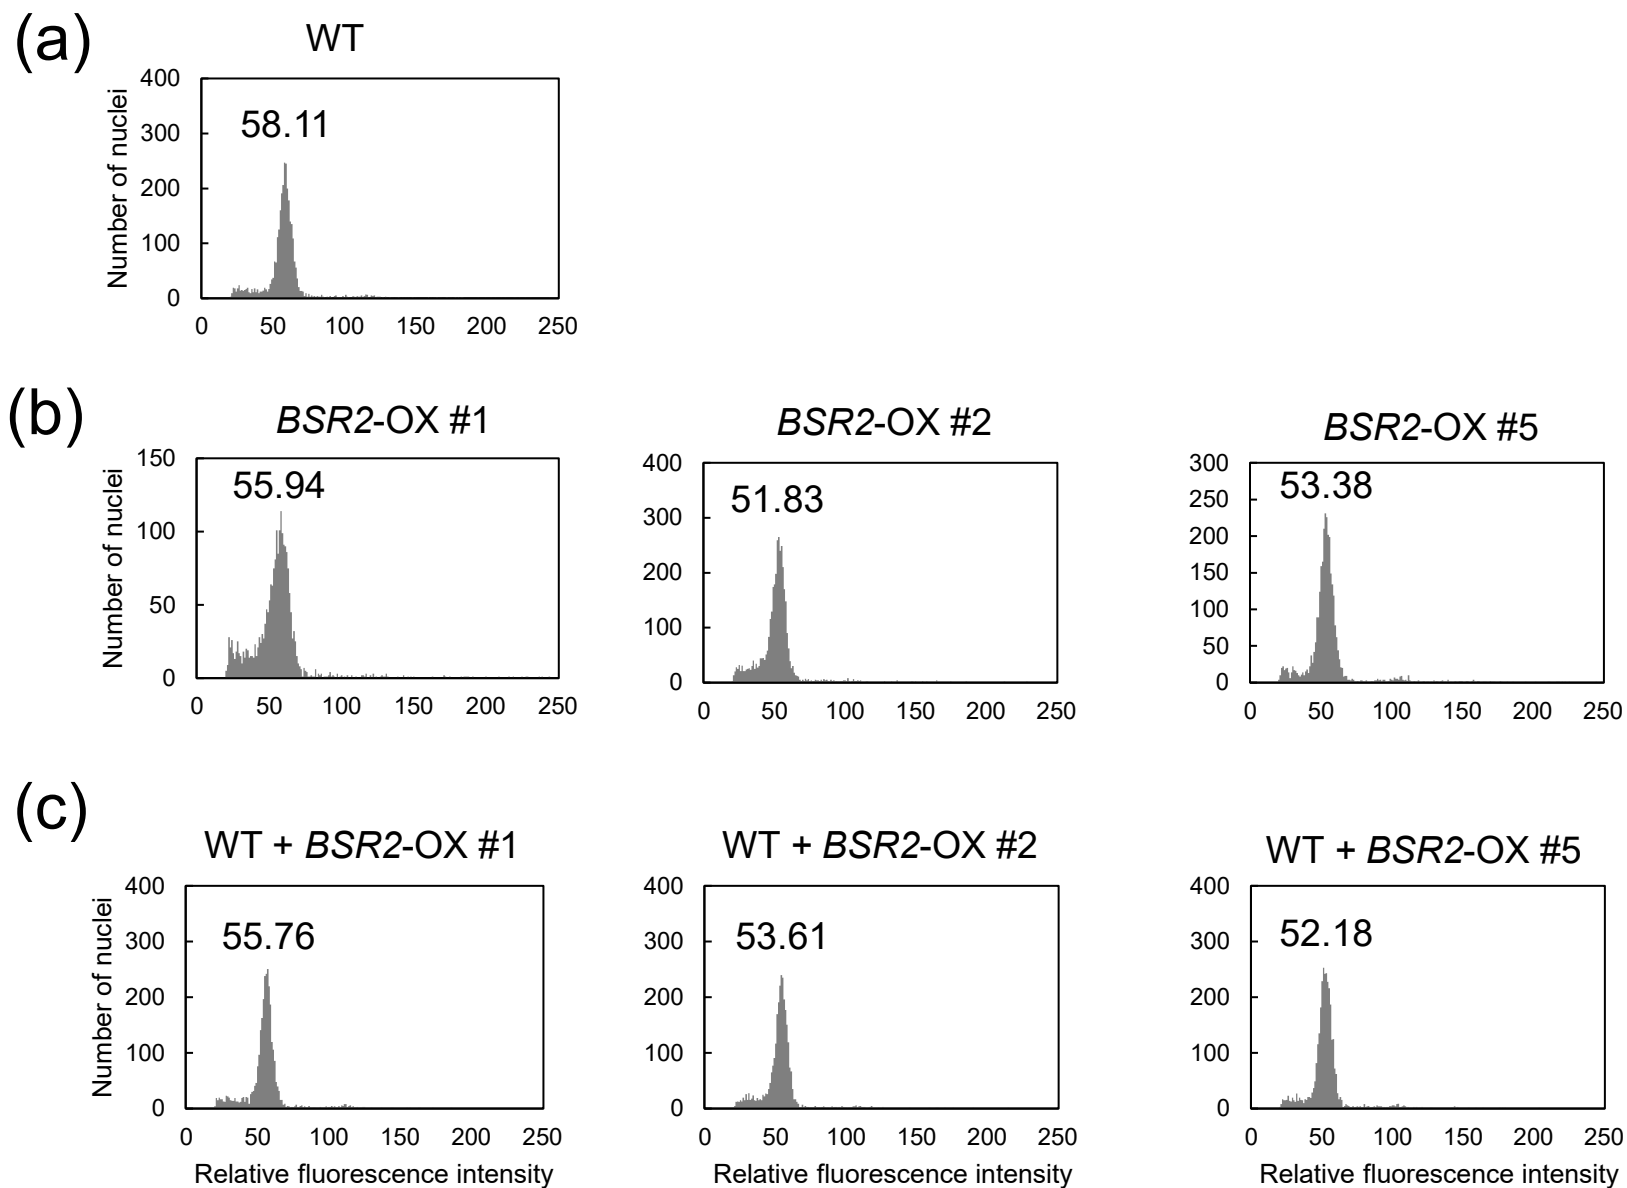 (a)
WT
Number of nuclei
400
300
200
100
0
58.11
0 50 100 150 200 250
(b)
BSR2-OX #1
Number of nuclei
150
100
50
0
55.94
0 50 100 150 200 250
BSR2-OX #2
400
300
200
100
0
51.83
0 50 100 150 200 250
BSR2-OX #5
300
250
200
150
100
50
0
53.38
0 50 100 150 200 250
(c)
WT + BSR2-OX #1
Number of nuclei
400
300
200
100
0
55.76
0 50 100 150 200 250
Relative fluorescence intensity
WT + BSR2-OX #2
400
300
200
100
0
53.61
0 50 100 150 200 250
Relative fluorescence intensity
WT + BSR2-OX #5
400
300
200
100
0
52.18
0 50 100 150 200 250
Relative fluorescence intensity